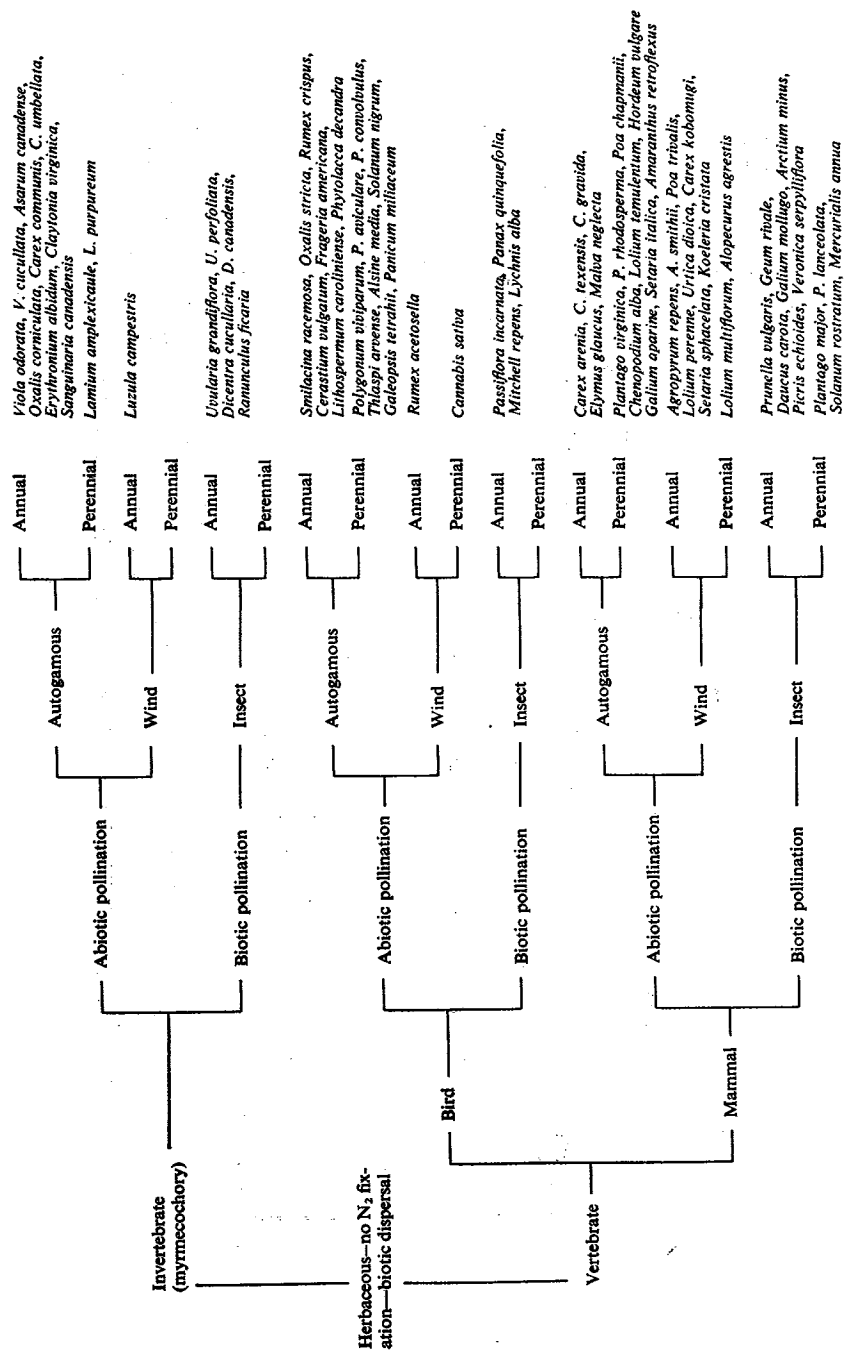 Herbaceous—no N₂ fix-
ation—biotic dispersal
Invertebrate
(myrmecochory)
Abiotic pollination
Autogamous
Annual
Viola odorata, V. cucullata, Asarum canadense,
Oxalis corniculata, Carex communis, C. umbellata,
Erythronium albidum, Claytonia virginica,
Sanguinaria canadensis
Perennial
Lamium amplexicaule, L. purpureum
Wind
Annual
Luzula campestris
Perennial
Biotic pollination
Insect
Annual
Uvularia grandiflora, U. perfoliata,
Dicentra cucullaria, D. canadensis,
Ranunculus ficaria
Perennial
Vertebrate
Bird
Abiotic pollination
Autogamous
Annual
Smilacina racemosa, Oxalis stricta, Rumex crispus,
Cerastium vulgatum, Frageria americana,
Lithospermum caroliniense, Phytolacca decandra
Perennial
Polygonum viviparum, P. aviculare, P. convolvulus,
Thlaspi arvense, Alsine media, Solanum nigrum,
Galeopsis tetrahit, Panicum miliaceum
Wind
Annual
Rumex acetosella
Perennial
Cannabis sativa
Biotic pollination
Insect
Annual
Passiflora incarnata, Panax quinquefolia,
Mitchell repens, Lychnis alba
Perennial
Mammal
Abiotic pollination
Autogamous
Annual
Carex arenia, C. texensis, C. gravida,
Elymus glaucus, Malva neglecta
Perennial
Plantago virginica, P. rhodosperma, Poa chapmanii,
Chenopodium alba, Lolium temulentum, Hordeum vulgare
Galium aparine, Setaria italica, Amaranthus retroflexus
Wind
Annual
Agropyrum repens, A. smithii, Poa trivalis,
Lolium perenne, Urtica dioica, Carex kobomugi,
Setaria sphacelata, Koeleria cristata
Perennial
Lolium multiflorum, Alopecurus agrestis
Biotic pollination
Insect
Annual
Prunella vulgaris, Geum rivale,
Daucus carota, Galium mollugo, Arctium minus,
Picris echioides, Veronica serpylliflora
Perennial
Plantago major, P. lanceolata,
Solanum rostratum, Mercurialis annua